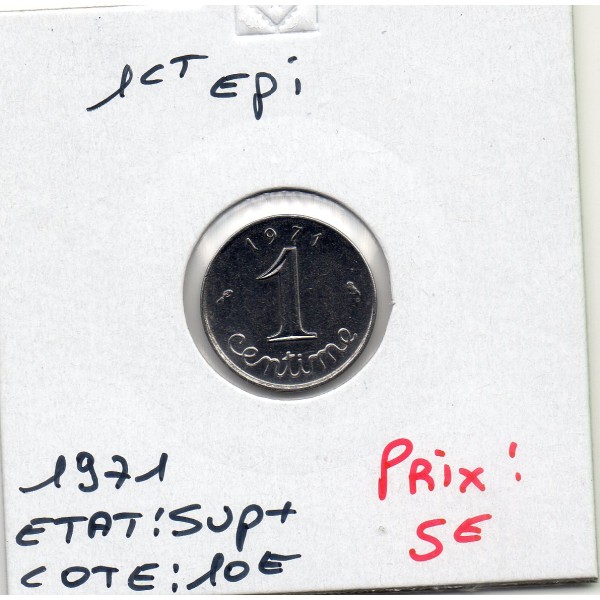 1CT Epi
1971
1
centime
1971
ETAT: SUP+
COTE: 10E
PRix:
5E